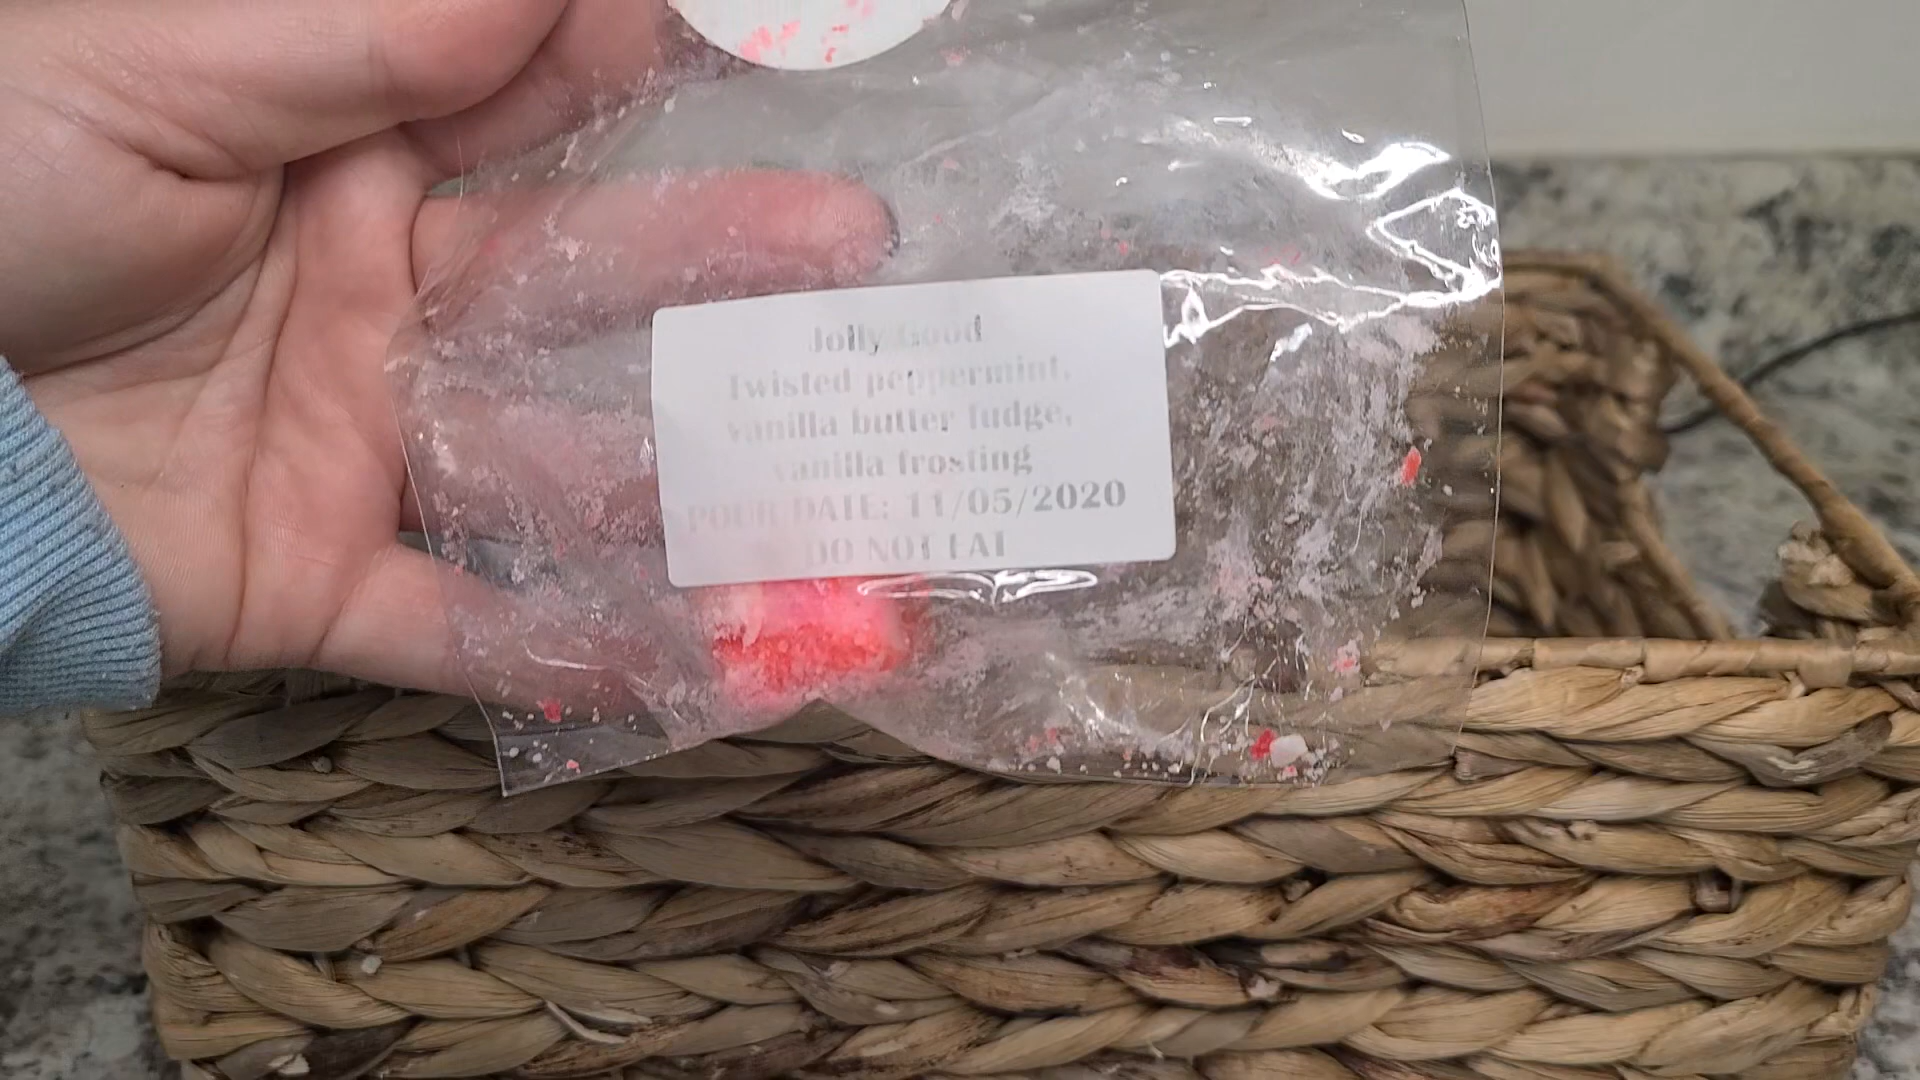 Jolly Good
Twisted peppermint,
vanilla butter fudge,
vanilla frosting
POUR DATE: 11/05/2020
DO NOT EAT